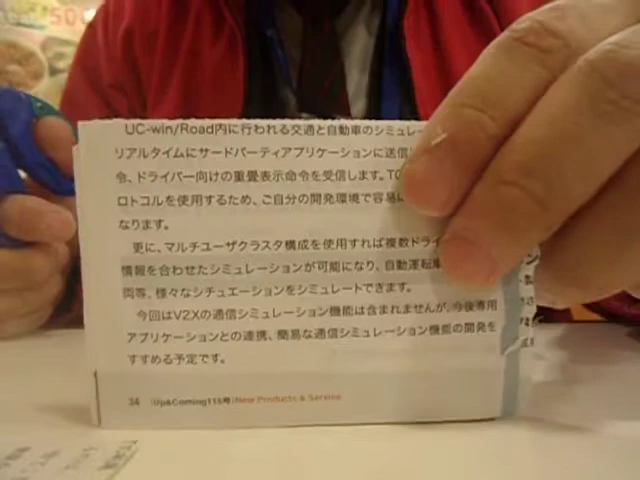 UC-win/Road内に行われる交通と自動車のシミュレー
リアルタイムにサードパーティアプリケーションに送信
令、ドライバー向けの重畳表示命令を受信します。TC
ロトコルを使用するため、ご自分の開発環境で容易
なります。
更に、マルチユーザクラスタ構成を使用すれば複数ドライ
情報を合わせたシミュレーションが可能になり、自動運転
両等、様々なシチュエーションをシミュレートできます。
今回はV2Xの通信シミュレーション機能は含まれませんが、今後専用
アプリケーションとの連携、簡易な通信シミュレーション機能の開発を
すすめる予定です。
34 |Up&Coming115号|New Products & Service